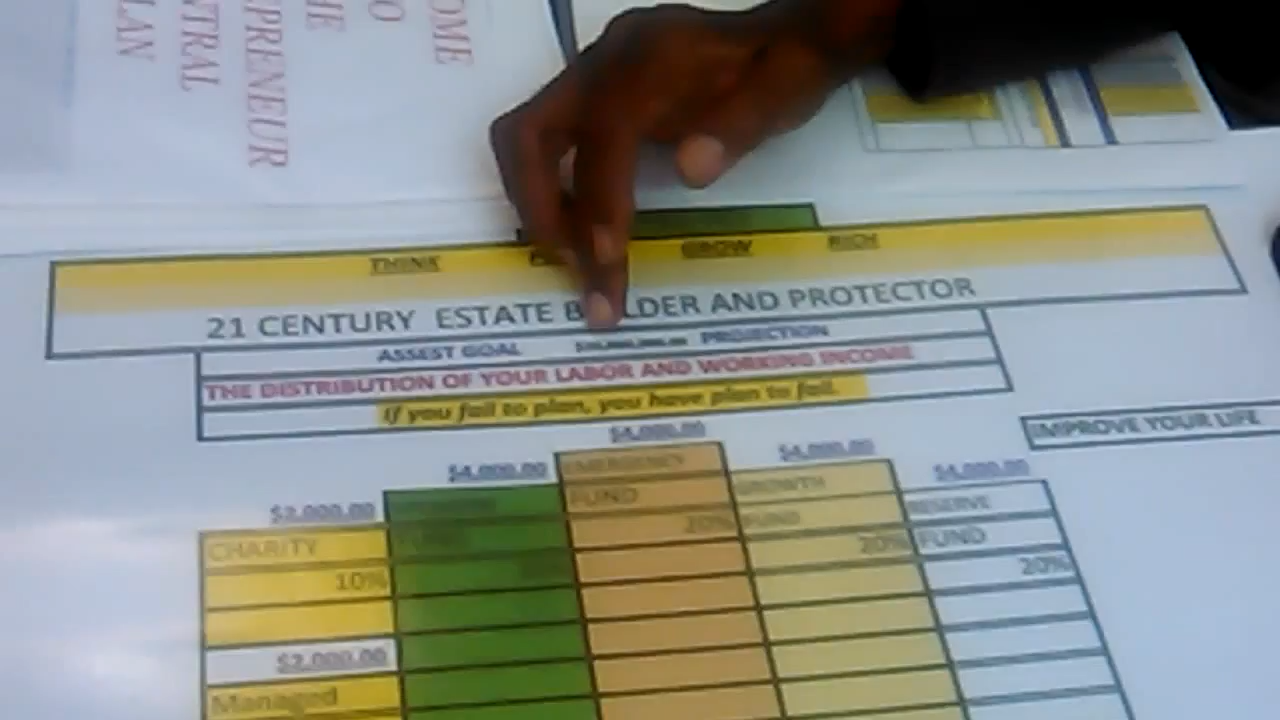 OME
O
HE
PRENEUR
NTRAL
LAN
THINK GROW RICH
21 CENTURY ESTATE B LDER AND PROTECTOR
ASSEST GOAL PROJECTION
THE DISTRIBUTION OF YOUR LABOR AND WORKING INCOME
If you fail to plan, you have plan to fail.
IMPROVE YOUR LIFE
$2,000.00 $4,000.00 $4,000.00 $4,000.00 $4,000.00
CHARITY FUND EMERGENCY GROWTH RESERVE
FUND FUND FUND
10% 20% 20% 20%
$2,000.00
Managed